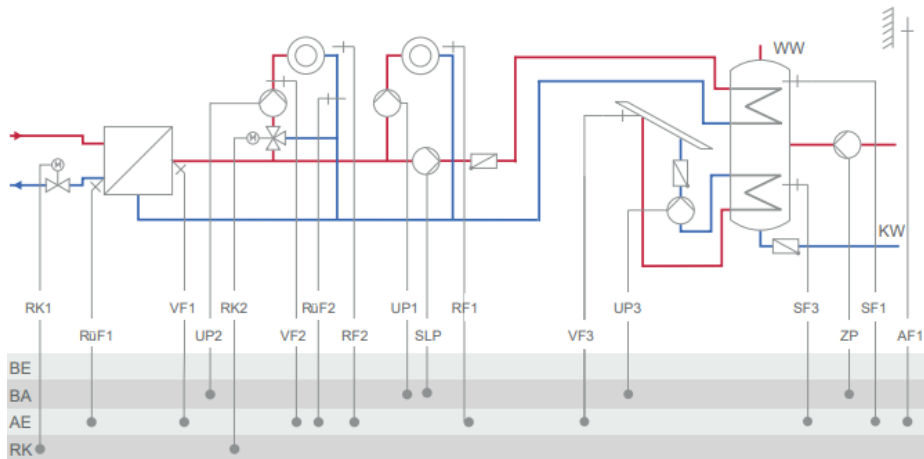 WW
M
M
KW
RK1 VF1 RK2 RüF2 UP1 RF1 UP3 SF3 SF1
RüF1 UP2 VF2 RF2 SLP VF3 ZP AF1
BE
BA
AE
RK